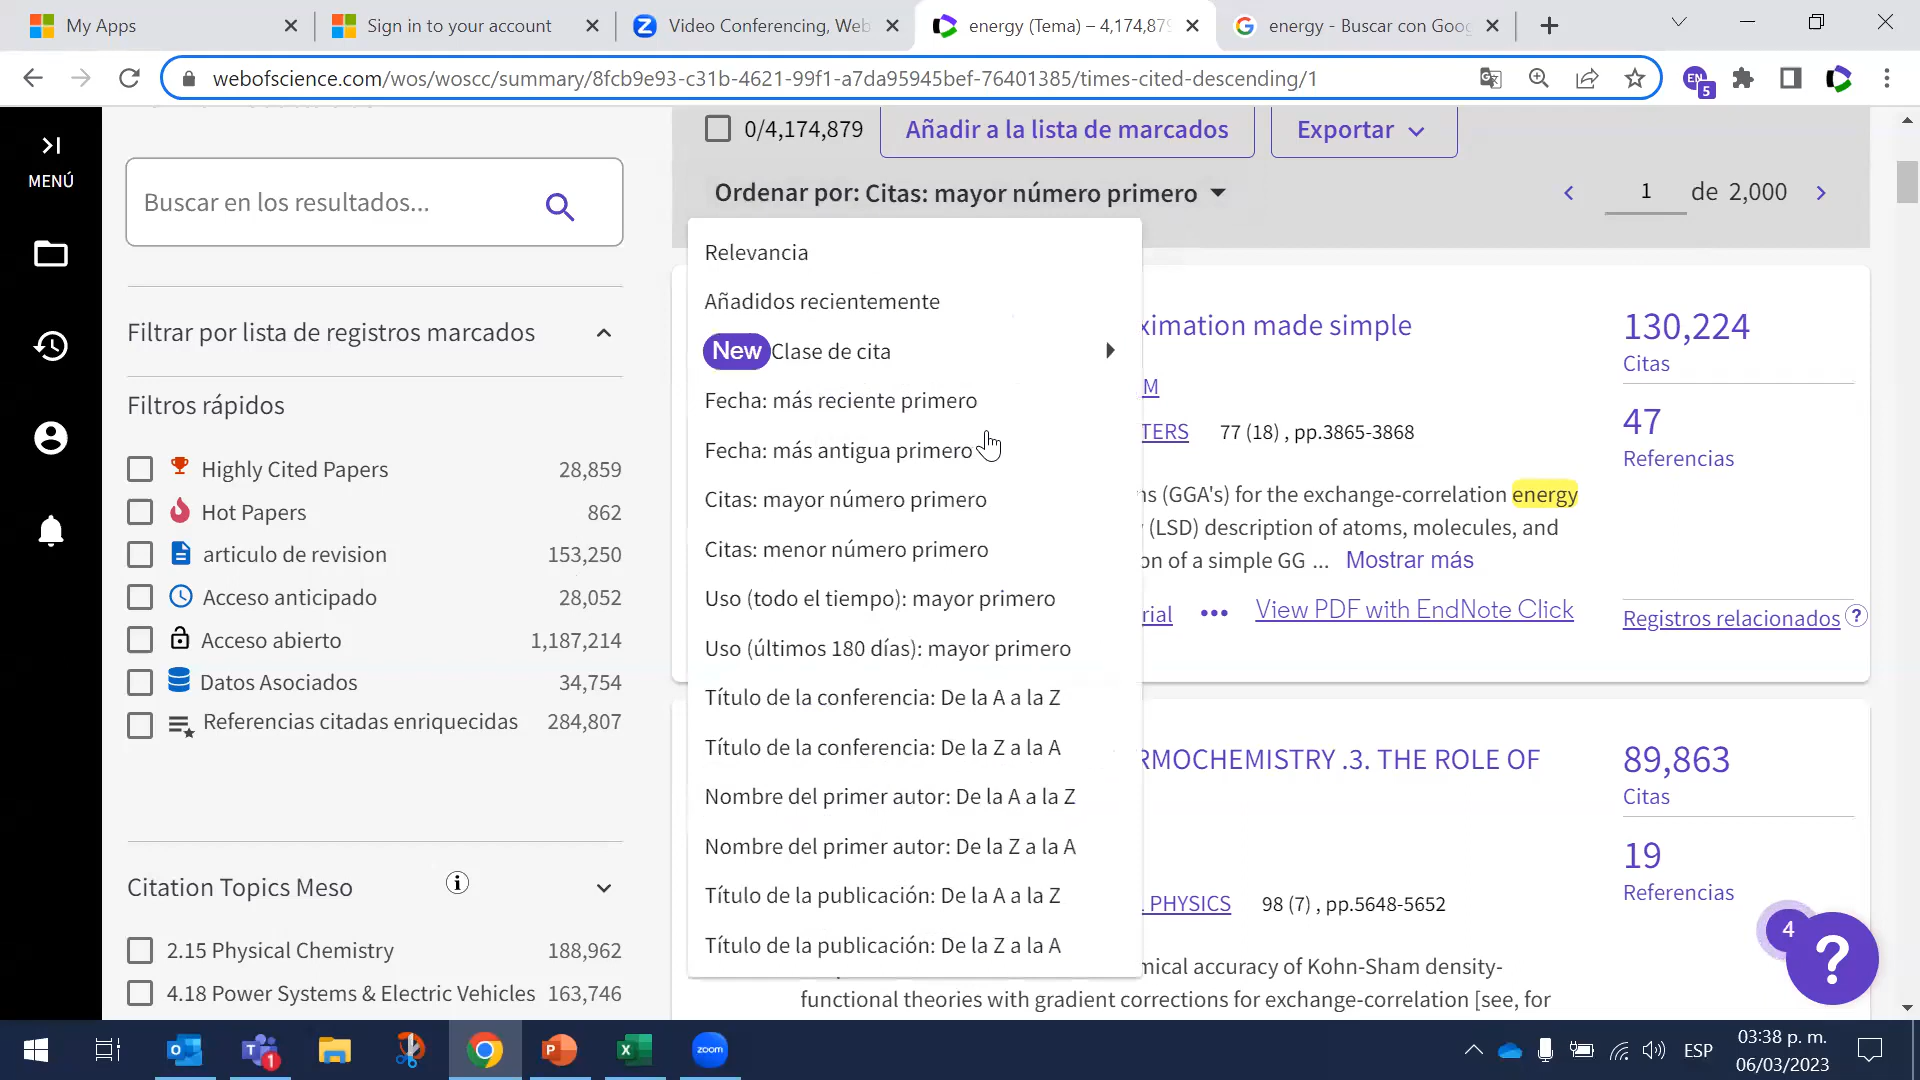 My Apps
Sign in to your account
Video Conferencing, Web
energy (Tema) – 4,174,879
energy - Buscar con Goog
webofscience.com/wos/woscc/summary/8fcb9e93-c31b-4621-99f1-a7da95945bef-76401385/times-cited-descending/1
EN
5
MENÚ
Buscar en los resultados...
Filtrar por lista de registros marcados
Filtros rápidos
Highly Cited Papers 28,859
Hot Papers 862
articulo de revision 153,250
Acceso anticipado 28,052
Acceso abierto 1,187,214
Datos Asociados 34,754
Referencias citadas enriquecidas 284,807
Citation Topics Meso
2.15 Physical Chemistry 188,962
4.18 Power Systems & Electric Vehicles 163,746
0/4,174,879
Añadir a la lista de marcados
Exportar
Ordenar por: Citas: mayor número primero
1 de 2,000
Relevancia
Añadidos recientemente
New Clase de cita
Fecha: más reciente primero
Fecha: más antigua primero
Citas: mayor número primero
Citas: menor número primero
Uso (todo el tiempo): mayor primero
Uso (últimos 180 días): mayor primero
Título de la conferencia: De la A a la Z
Título de la conferencia: De la Z a la A
Nombre del primer autor: De la A a la Z
Nombre del primer autor: De la Z a la A
Título de la publicación: De la A a la Z
Título de la publicación: De la Z a la A
ximation made simple
M
TERS 77 (18) , pp.3865-3868
ns (GGA's) for the exchange-correlation energy
(LSD) description of atoms, molecules, and
on of a simple GG ... Mostrar más
rial ••• View PDF with EndNote Click
130,224
Citas
47
Referencias
Registros relacionados ?
RMOCHEMISTRY .3. THE ROLE OF
PHYSICS 98 (7) , pp.5648-5652
mical accuracy of Kohn-Sham density-
functional theories with gradient corrections for exchange-correlation [see, for
89,863
Citas
19
Referencias
4
?
1
zoom
ESP
03:38 p. m.
06/03/2023